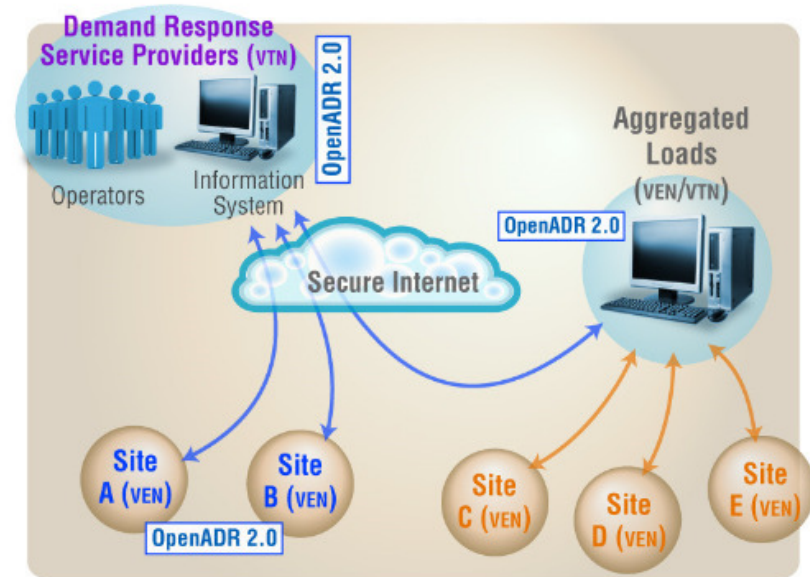 Demand Response
Service Providers (VTN)
OpenADR 2.0
Operators
Information
System
Aggregated
Loads
(VEN/VTN)
OpenADR 2.0
Secure Internet
Site
A (VEN)
Site
B (VEN)
OpenADR 2.0
Site
C (VEN)
Site
D (VEN)
Site
E (VEN)